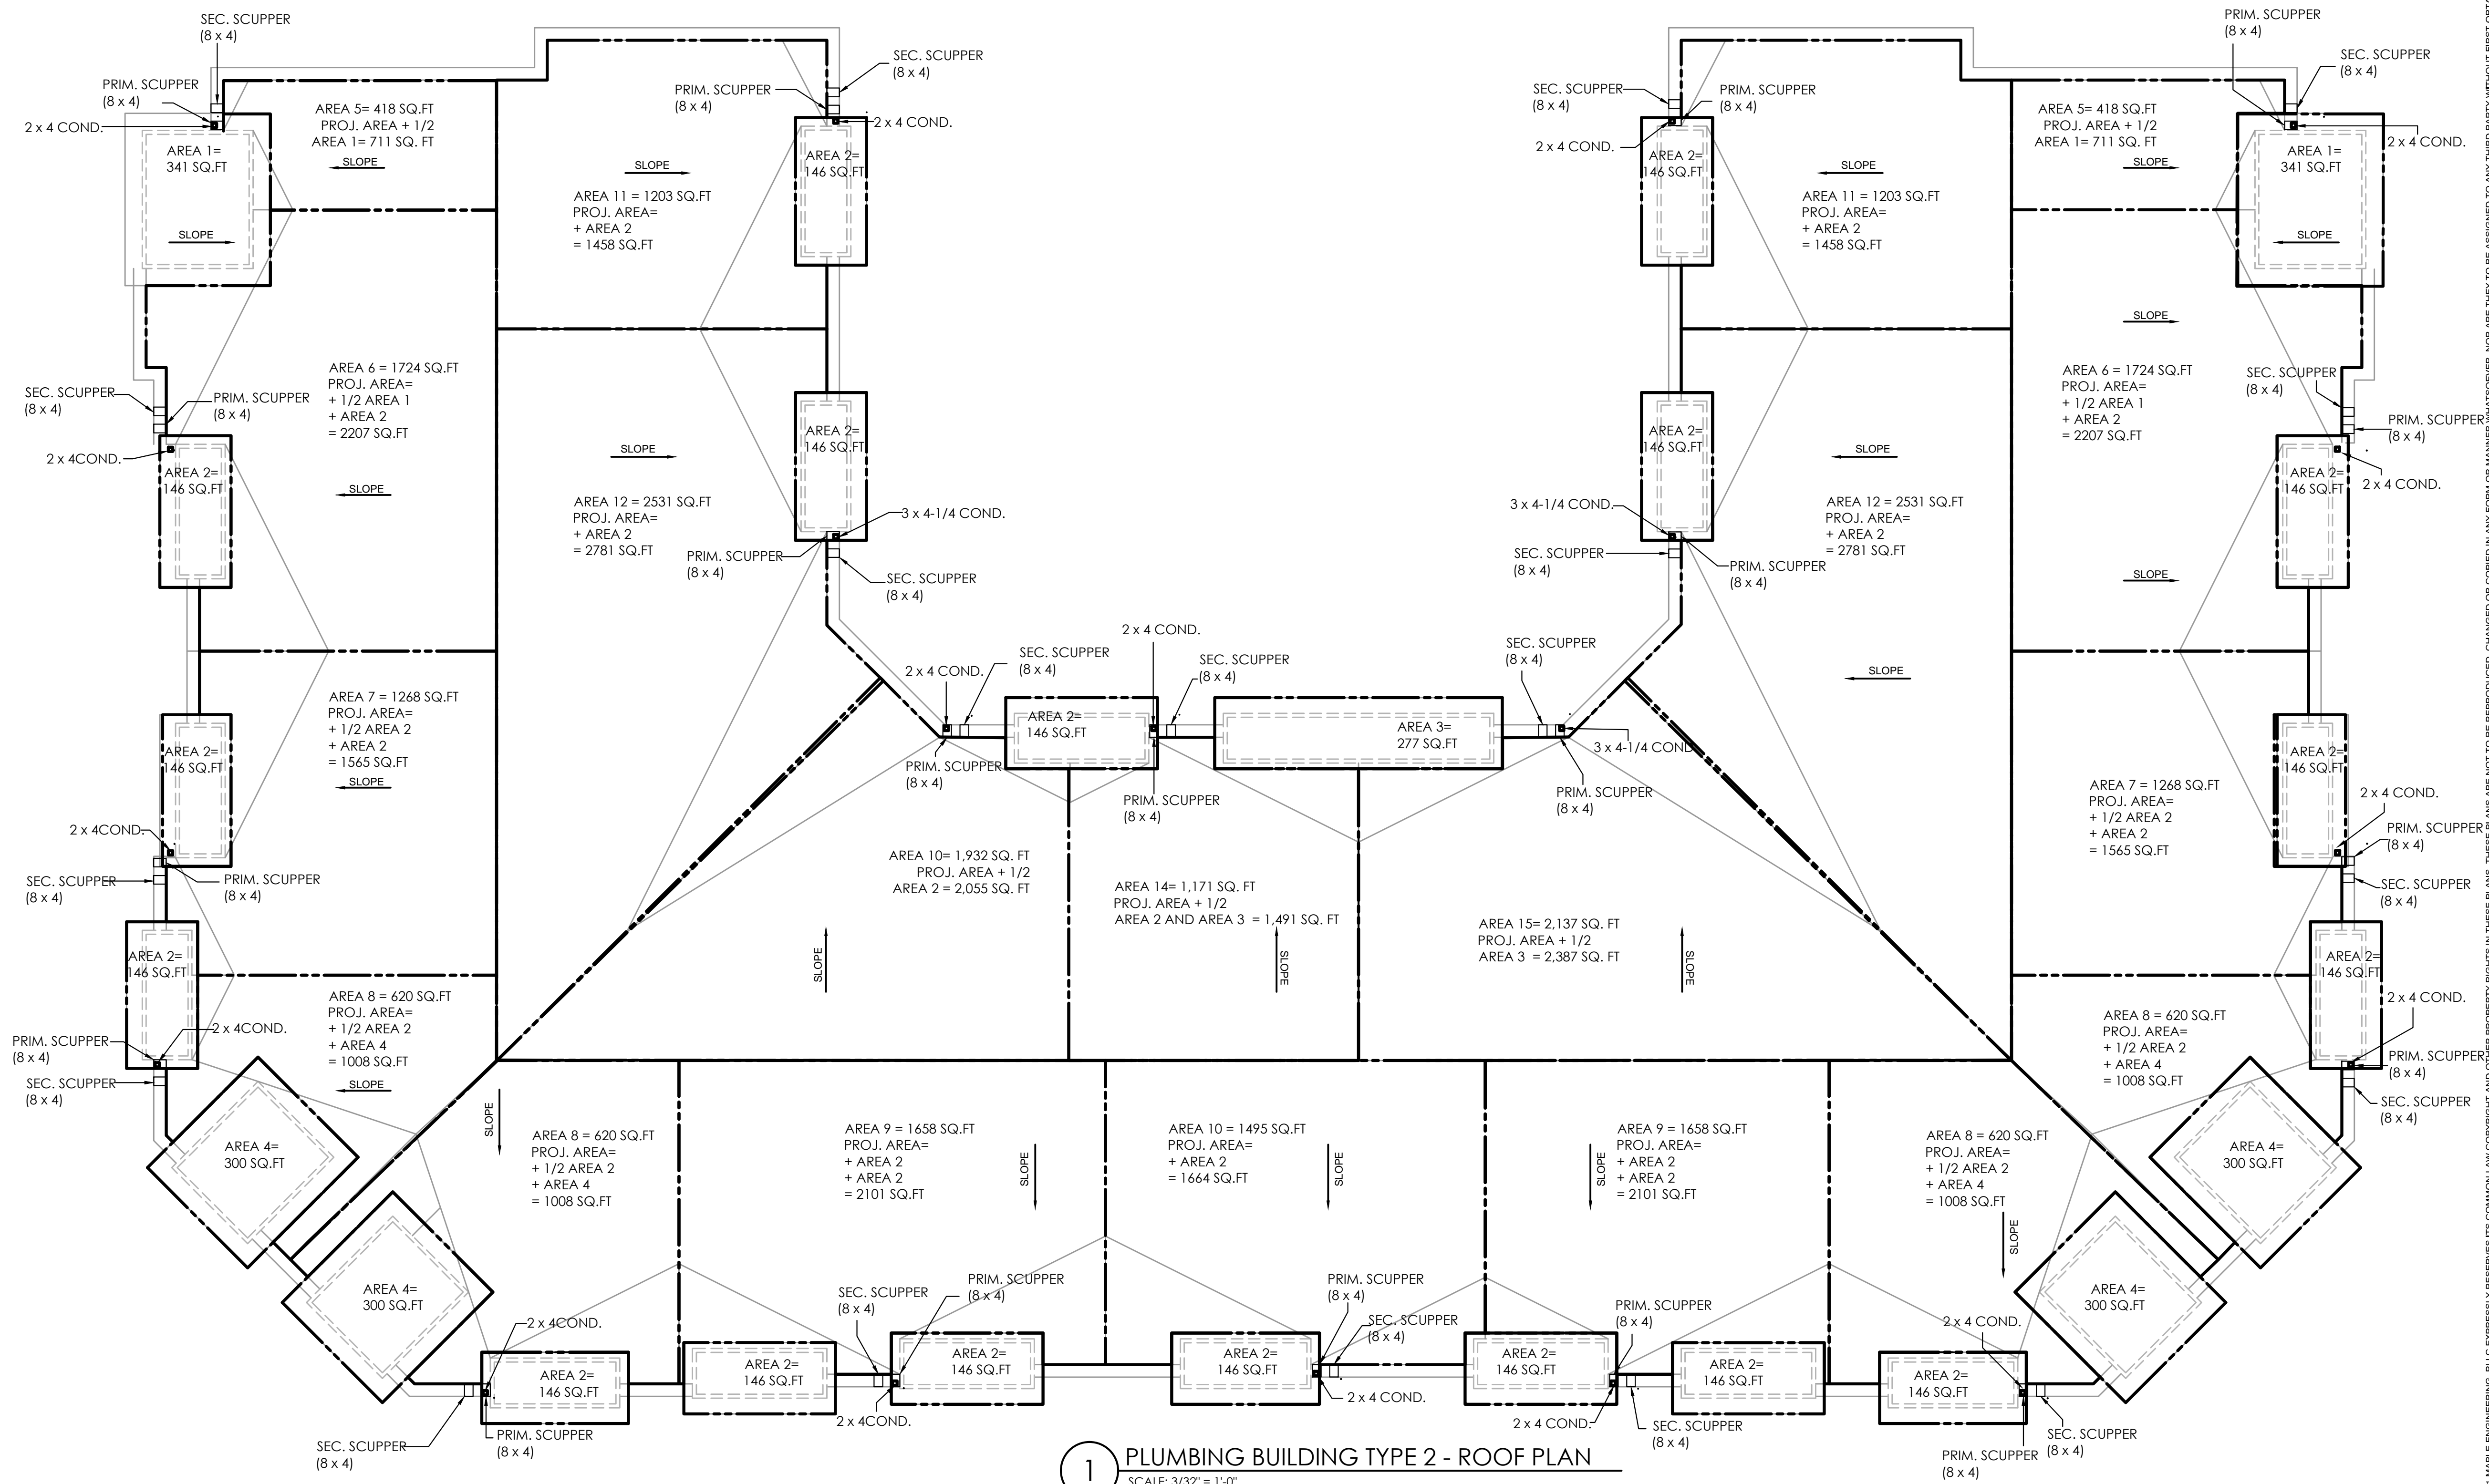 SEC. SCUPPER
(8 x 4)
PRIM. SCUPPER
(8 x 4)
2 x 4 COND.
AREA 1=
341 SQ.FT
SLOPE
AREA 5= 418 SQ.FT
PROJ. AREA + 1/2
AREA 1= 711 SQ. FT
SLOPE
PRIM. SCUPPER
(8 x 4)
SEC. SCUPPER
(8 x 4)
2 x 4 COND.
AREA 2=
146 SQ.FT
SLOPE
AREA 11 = 1203 SQ.FT
PROJ. AREA=
+ AREA 2
= 1458 SQ.FT
SEC. SCUPPER
(8 x 4)
PRIM. SCUPPER
(8 x 4)
2 x 4 COND.
AREA 2=
146 SQ.FT
SLOPE
AREA 11 = 1203 SQ.FT
PROJ. AREA=
+ AREA 2
= 1458 SQ.FT
PRIM. SCUPPER
(8 x 4)
SEC. SCUPPER
(8 x 4)
2 x 4 COND.
AREA 5= 418 SQ.FT
PROJ. AREA + 1/2
AREA 1= 711 SQ. FT
SLOPE
AREA 1=
341 SQ.FT
SLOPE
SLOPE
AREA 6 = 1724 SQ.FT
PROJ. AREA=
+ 1/2 AREA 1
+ AREA 2
= 2207 SQ.FT
SLOPE
SEC. SCUPPER
(8 x 4)
PRIM. SCUPPER
(8 x 4)
2 x 4COND.
AREA 2=
146 SQ.FT
SLOPE
AREA 12 = 2531 SQ.FT
PROJ. AREA=
+ AREA 2
= 2781 SQ.FT
AREA 2=
146 SQ.FT
3 x 4-1/4 COND.
PRIM. SCUPPER
(8 x 4)
SEC. SCUPPER
(8 x 4)
AREA 2=
146 SQ.FT
3 x 4-1/4 COND.
SEC. SCUPPER
(8 x 4)
PRIM. SCUPPER
(8 x 4)
SLOPE
AREA 12 = 2531 SQ.FT
PROJ. AREA=
+ AREA 2
= 2781 SQ.FT
SLOPE
AREA 6 = 1724 SQ.FT
PROJ. AREA=
+ 1/2 AREA 1
+ AREA 2
= 2207 SQ.FT
SLOPE
SEC. SCUPPER
(8 x 4)
PRIM. SCUPPER
(8 x 4)
2 x 4 COND.
AREA 2=
146 SQ.FT
AREA 7 = 1268 SQ.FT
PROJ. AREA=
+ 1/2 AREA 2
+ AREA 2
= 1565 SQ.FT
SLOPE
AREA 2=
146 SQ.FT
2 x 4COND.
SEC. SCUPPER
(8 x 4)
PRIM. SCUPPER
(8 x 4)
2 x 4 COND.
SEC. SCUPPER
(8 x 4)
PRIM. SCUPPER
(8 x 4)
AREA 2=
146 SQ.FT
2 x 4 COND.
SEC. SCUPPER
(8 x 4)
PRIM. SCUPPER
(8 x 4)
AREA 3=
277 SQ.FT
SEC. SCUPPER
(8 x 4)
3 x 4-1/4 COND.
PRIM. SCUPPER
(8 x 4)
AREA 2=
146 SQ.FT
AREA 7 = 1268 SQ.FT
PROJ. AREA=
+ 1/2 AREA 2
+ AREA 2
= 1565 SQ.FT
2 x 4 COND.
PRIM. SCUPPER
(8 x 4)
SEC. SCUPPER
(8 x 4)
AREA 10= 1,932 SQ. FT
PROJ. AREA + 1/2
AREA 2 = 2,055 SQ. FT
SLOPE
AREA 14= 1,171 SQ. FT
PROJ. AREA + 1/2
AREA 2 AND AREA 3 = 1,491 SQ. FT
SLOPE
AREA 15= 2,137 SQ. FT
PROJ. AREA + 1/2
AREA 3 = 2,387 SQ. FT
SLOPE
AREA 2=
146 SQ.FT
AREA 8 = 620 SQ.FT
PROJ. AREA=
+ 1/2 AREA 2
+ AREA 4
= 1008 SQ.FT
SLOPE
2 x 4COND.
PRIM. SCUPPER
(8 x 4)
SEC. SCUPPER
(8 x 4)
AREA 2=
146 SQ.FT
2 x 4 COND.
AREA 8 = 620 SQ.FT
PROJ. AREA=
+ 1/2 AREA 2
+ AREA 4
= 1008 SQ.FT
PRIM. SCUPPER
(8 x 4)
SEC. SCUPPER
(8 x 4)
AREA 4=
300 SQ.FT
AREA 4=
300 SQ.FT
SLOPE
AREA 8 = 620 SQ.FT
PROJ. AREA=
+ 1/2 AREA 2
+ AREA 4
= 1008 SQ.FT
AREA 9 = 1658 SQ.FT
PROJ. AREA=
+ AREA 2
+ AREA 2
= 2101 SQ.FT
SLOPE
AREA 10 = 1495 SQ.FT
PROJ. AREA=
+ AREA 2
= 1664 SQ.FT
SLOPE
SLOPE
AREA 9 = 1658 SQ.FT
PROJ. AREA=
+ AREA 2
+ AREA 2
= 2101 SQ.FT
AREA 8 = 620 SQ.FT
PROJ. AREA=
+ 1/2 AREA 2
+ AREA 4
= 1008 SQ.FT
SLOPE
AREA 4=
300 SQ.FT
AREA 4=
300 SQ.FT
2 x 4COND.
AREA 2=
146 SQ.FT
SEC. SCUPPER
(8 x 4)
PRIM. SCUPPER
(8 x 4)
AREA 2=
146 SQ.FT
SEC. SCUPPER
(8 x 4)
PRIM. SCUPPER
(8 x 4)
2 x 4COND.
AREA 2=
146 SQ.FT
AREA 2=
146 SQ.FT
PRIM. SCUPPER
(8 x 4)
SEC. SCUPPER
(8 x 4)
2 x 4 COND.
AREA 2=
146 SQ.FT
PRIM. SCUPPER
(8 x 4)
2 x 4 COND.
SEC. SCUPPER
(8 x 4)
AREA 2=
146 SQ.FT
2 x 4 COND.
AREA 2=
146 SQ.FT
PRIM. SCUPPER
(8 x 4)
SEC. SCUPPER
(8 x 4)
1
PLUMBING BUILDING TYPE 2 - ROOF PLAN
SCALE: 3/32" = 1'-0"